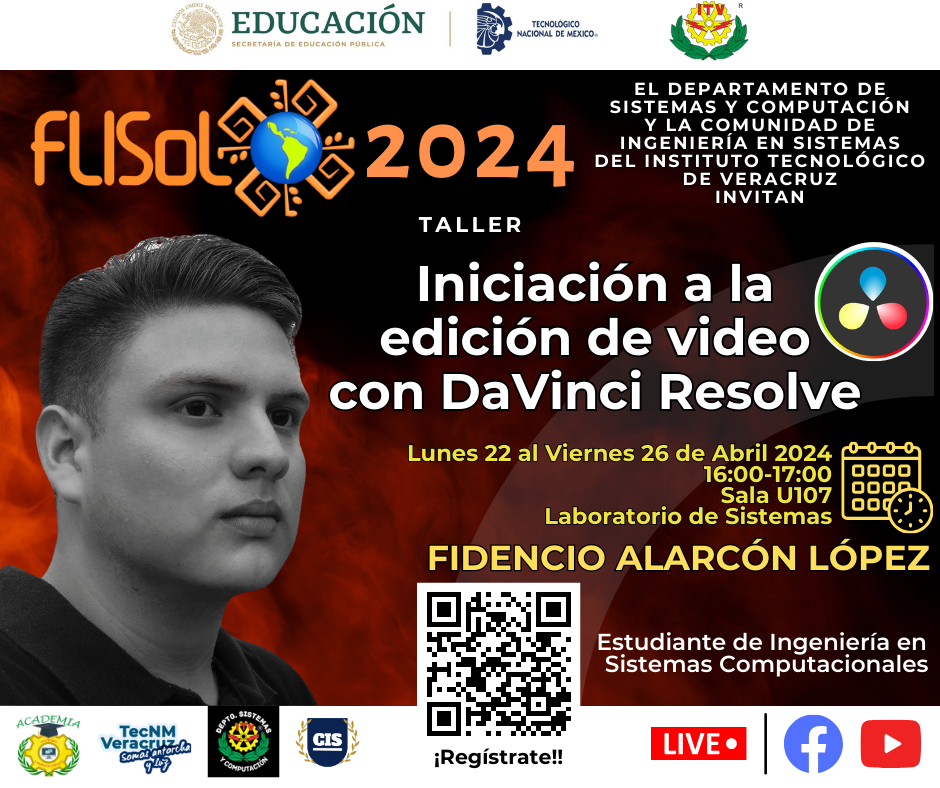 EDUCACIÓN
SECRETARÍA DE EDUCACIÓN PÚBLICA
TECNOLÓGICO
NACIONAL DE MÉXICO®
ITV
R
FLISoL 2024
EL DEPARTAMENTO DE
SISTEMAS Y COMPUTACIÓN
Y LA COMUNIDAD DE
INGENIERÍA EN SISTEMAS
DEL INSTITUTO TECNOLÓGICO
DE VERACRUZ
INVITAN
TALLER
Iniciación a la
edición de video
con DaVinci Resolve
Lunes 22 al Viernes 26 de Abril 2024
16:00-17:00
Sala U107
Laboratorio de Sistemas
FIDENCIO ALARCÓN LÓPEZ
Estudiante de Ingeniería en
Sistemas Computacionales
¡Regístrate!!
ACADEMIA
TecNM
Veracruz
Somos antorcha
y luz
DEPTO. SISTEMAS
Y COMPUTACIÓN
CIS
LIVE